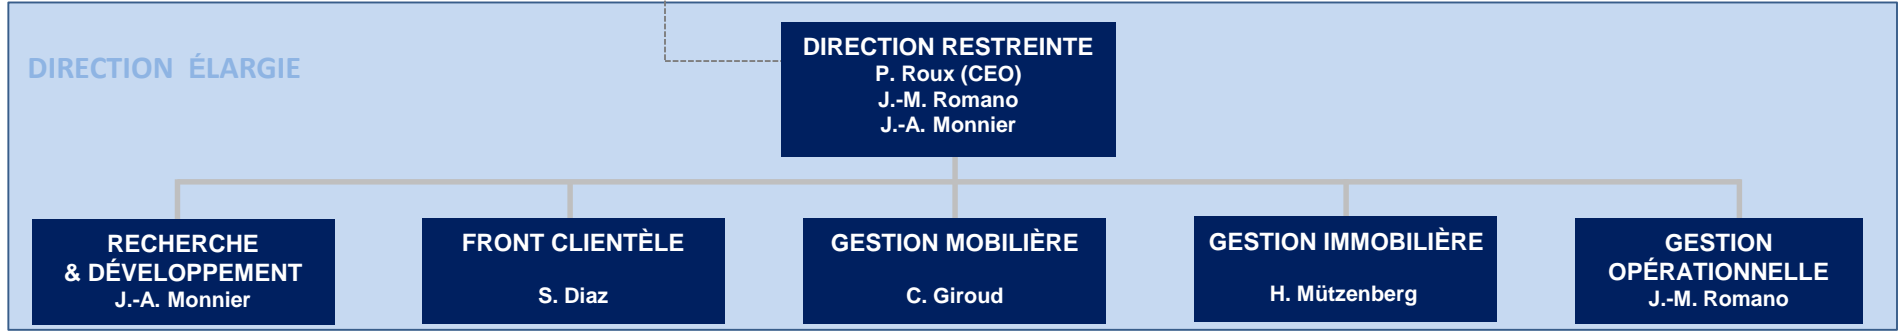 DIRECTION ÉLARGIE
DIRECTION RESTREINTE
P. Roux (CEO)
J.-M. Romano
J.-A. Monnier
RECHERCHE
& DÉVELOPPEMENT
J.-A. Monnier
FRONT CLIENTÈLE
S. Diaz
GESTION MOBILIÈRE
C. Giroud
GESTION IMMOBILIÈRE
H. Mützenberg
GESTION
OPÉRATIONNELLE
J.-M. Romano